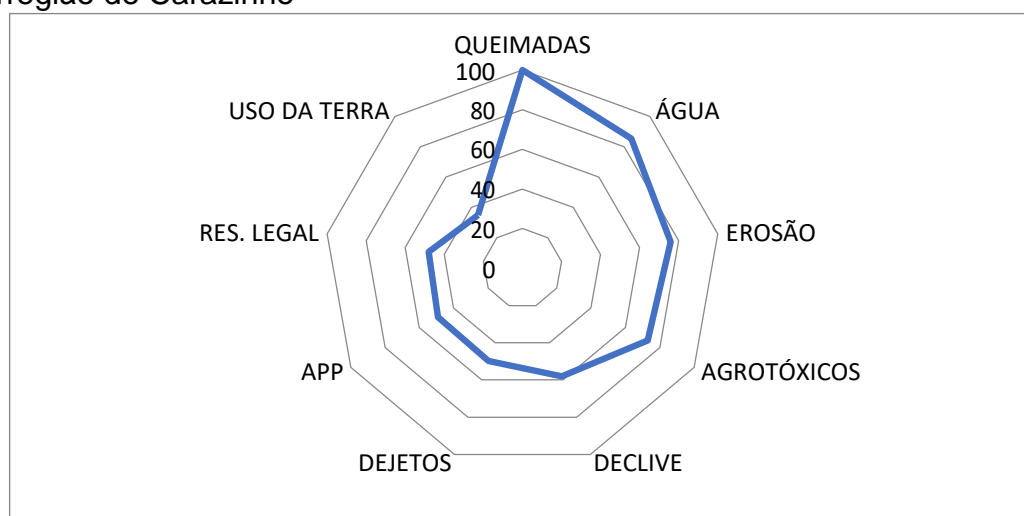 de Carazinho
QUEIMADAS
100
ÁGUA
USO DA TERRA
80
60
40
RES. LEGAL
EROSÃO
20
0
APP
AGROTÓXICOS
DEJETOS
DECLIVE